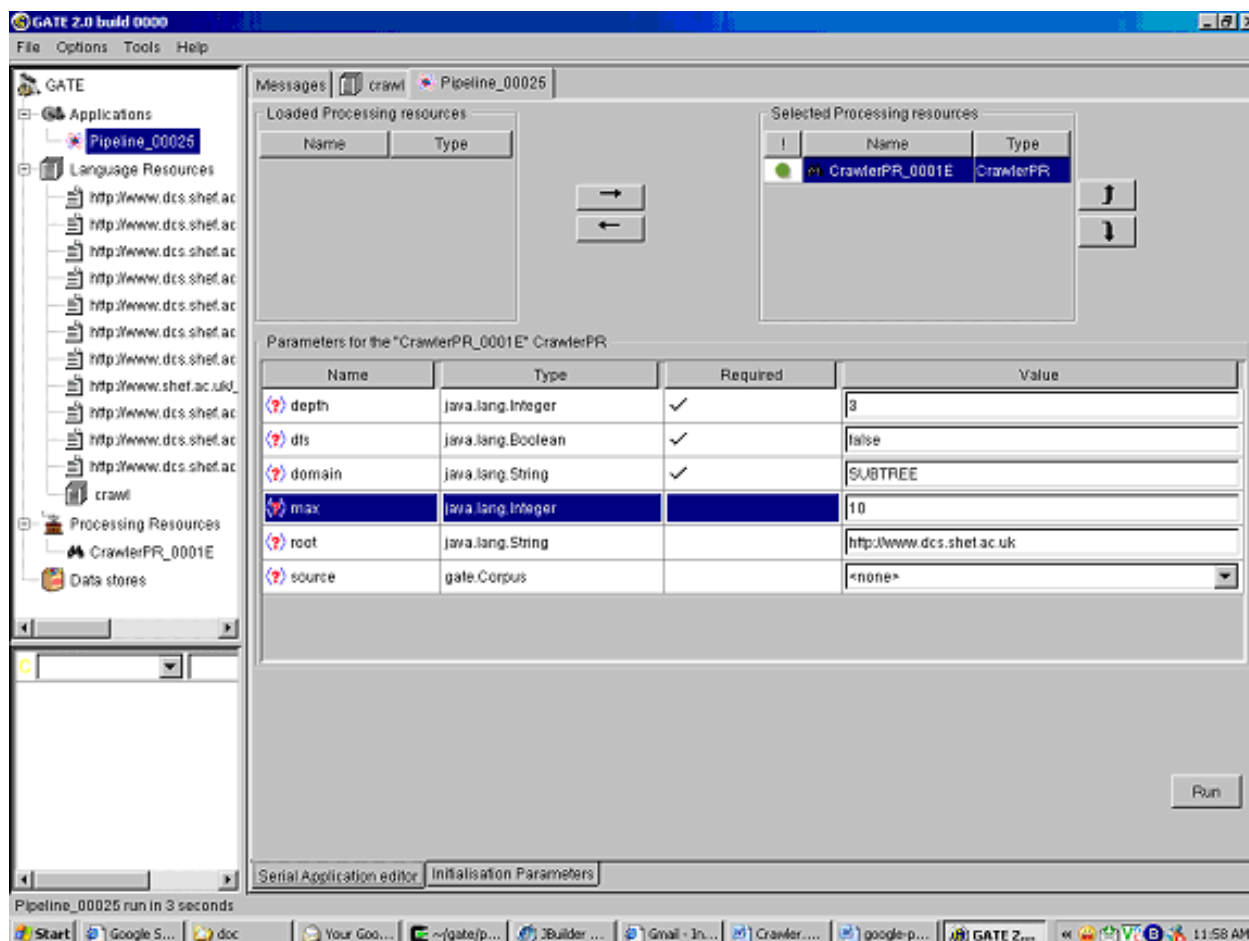 GATE 2.0 build 0000
File Options Tools Help
GATE
Applications
Pipeline_00025
Language Resources
http://www.dcs.shef.ac
http://www.dcs.shef.ac
http://www.dcs.shef.ac
http://www.dcs.shef.ac
http://www.dcs.shef.ac
http://www.dcs.shef.ac
http://www.dcs.shef.ac
http://www.shef.ac.uk/_
http://www.dcs.shef.ac
http://www.dcs.shef.ac
http://www.dcs.shef.ac
crawl
Processing Resources
CrawlerPR_0001E
Data stores
C
Messages crawl Pipeline_00025
Loaded Processing resources
Name Type
Selected Processing resources
! Name Type
CrawlerPR_0001E CrawlerPR
Parameters for the "CrawlerPR_0001E" CrawlerPR
Name Type Required Value
depth java.lang.Integer ✓ 3
dfs java.lang.Boolean ✓ false
domain java.lang.String ✓ SUBTREE
max java.lang.Integer 10
root java.lang.String http://www.dcs.shef.ac.uk
source gate.Corpus <none>
Run
Serial Application editor Initialisation Parameters
Pipeline_00025 run in 3 seconds
Start Google S... doc Your Goo... ~/gate/p... JBuilder ... Gmail - In... Crawler.... google-p... GATE 2.... « 11:58 AM